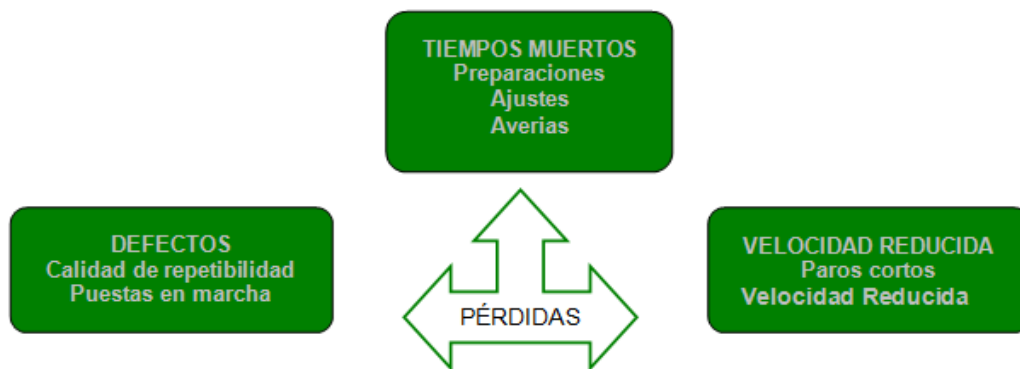 TIEMPOS MUERTOS
Preparaciones
Ajustes
Averias
DEFECTOS
Calidad de repetibilidad
Puestas en marcha
PÉRDIDAS
VELOCIDAD REDUCIDA
Paros cortos
Velocidad Reducida